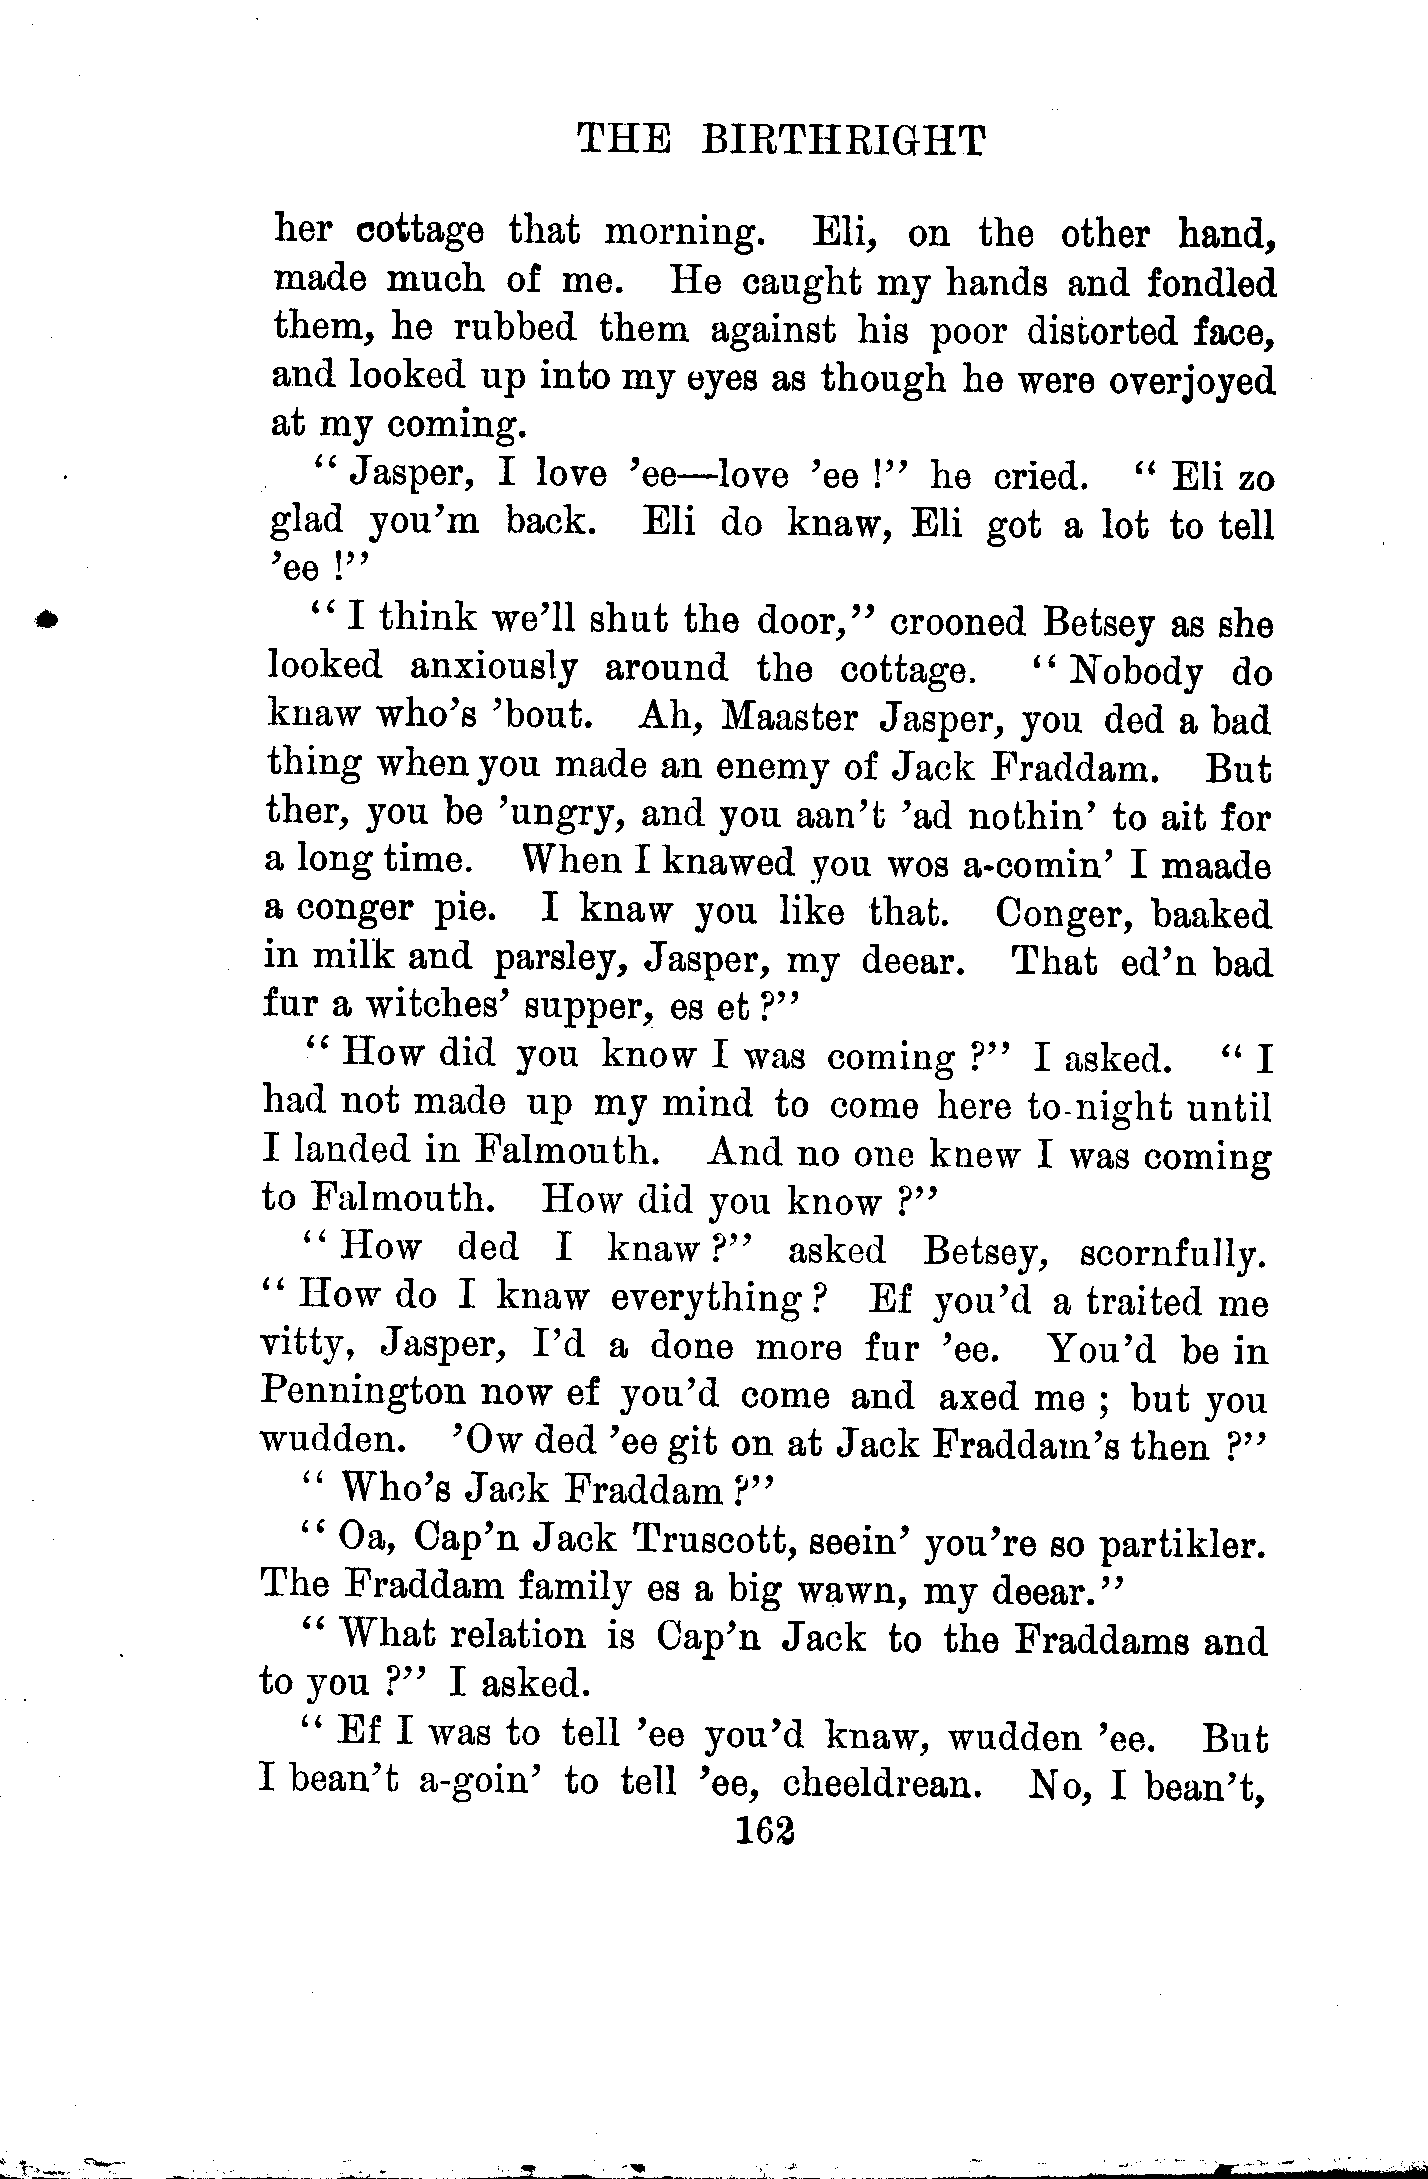 THE BIRTHRIGHT
her cottage that morning. Eli, on the other hand,
made much of me. He caught my hands and fondled
them, he rubbed them against his poor distorted face,
and looked up into my eyes as though he were overjoyed
at my coming.
“ Jasper, I love ’ee—love ’ee !” he cried. “ Eli zo
glad you’m back. Eli do knaw, Eli got a lot to tell
’ee !”
“ I think we’ll shut the door,” crooned Betsey as she
looked anxiously around the cottage. “ Nobody do
knaw who’s ’bout. Ah, Maaster Jasper, you ded a bad
thing when you made an enemy of Jack Fraddam. But
ther, you be ’ungry, and you aan’t ’ad nothin’ to ait for
a long time. When I knawed you wos a-comin’ I maade
a conger pie. I knaw you like that. Conger, baaked
in milk and parsley, Jasper, my deear. That ed’n bad
fur a witches’ supper, es et ?”
“ How did you know I was coming ?” I asked. “ I
had not made up my mind to come here to-night until
I landed in Falmouth. And no one knew I was coming
to Falmouth. How did you know ?”
“ How ded I knaw ?” asked Betsey, scornfully.
“ How do I knaw everything ? Ef you’d a traited me
vitty, Jasper, I’d a done more fur ’ee. You’d be in
Pennington now ef you’d come and axed me ; but you
wudden. ’Ow ded ’ee git on at Jack Fraddam’s then ?”
“ Who’s Jack Fraddam ?”
“ Oa, Cap’n Jack Truscott, seein’ you’re so partikler.
The Fraddam family es a big wawn, my deear.”
“ What relation is Cap’n Jack to the Fraddams and
to you ?” I asked.
“ Ef I was to tell ’ee you’d knaw, wudden ’ee. But
I bean’t a-goin’ to tell ’ee, cheeldrean. No, I bean’t,
162